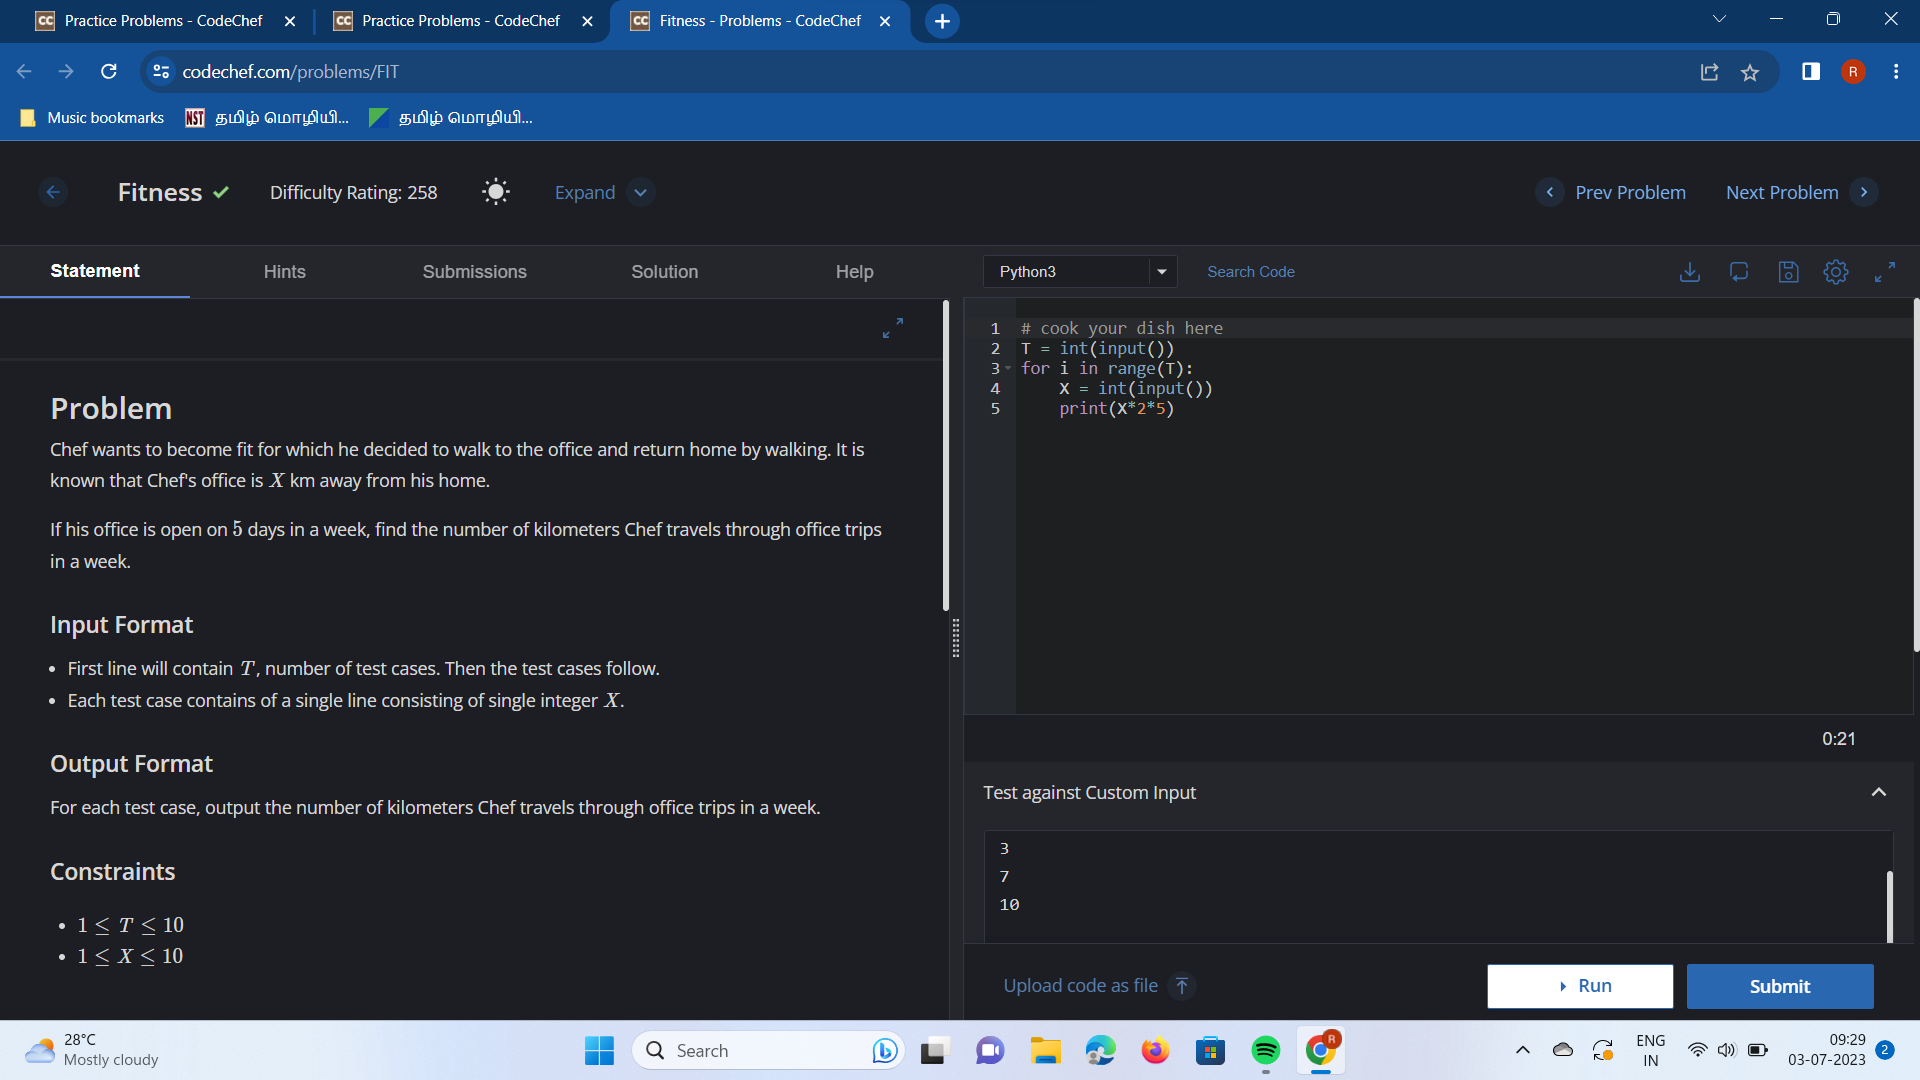 Practice Problems - CodeChef
Practice Problems - CodeChef
Fitness - Problems - CodeChef
codechef.com/problems/FIT
R
Music bookmarks
NST
தமிழ் மொழியி...
தமிழ் மொழியி...
Fitness
Difficulty Rating: 258
Expand
Prev Problem
Next Problem
Statement
Hints
Submissions
Solution
Help
Problem
Chef wants to become fit for which he decided to walk to the office and return home by walking. It is
known that Chef's office is X km away from his home.
If his office is open on 5 days in a week, find the number of kilometers Chef travels through office trips
in a week.
Input Format
• First line will contain T, number of test cases. Then the test cases follow.
• Each test case contains of a single line consisting of single integer X.
Output Format
For each test case, output the number of kilometers Chef travels through office trips in a week.
Constraints
• 1 ≤ T ≤ 10
• 1 ≤ X ≤ 10
Python3
Search Code
1 # cook your dish here
2 T = int(input())
3 for i in range(T):
4     X = int(input())
5     print(X*2*5)
0:21
Test against Custom Input
3
7
10
Upload code as file
Run
Submit
28°C
Mostly cloudy
Search
R
ENG
IN
09:29
03-07-2023
2